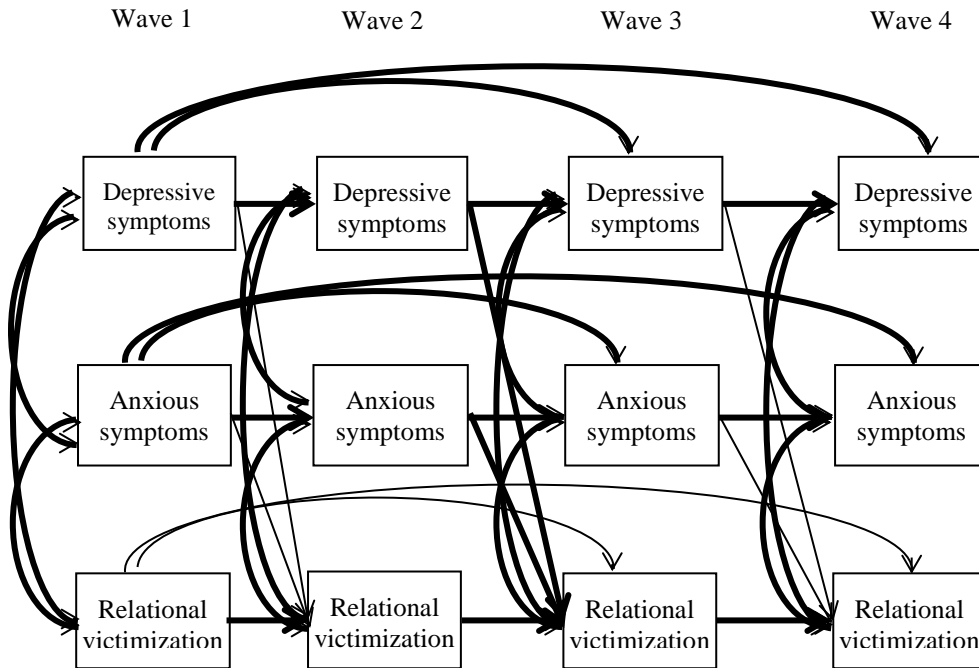 Wave 1
Wave 2
Wave 3
Wave 4
Depressive
symptoms
Depressive
symptoms
Depressive
symptoms
Depressive
symptoms
Anxious
symptoms
Anxious
symptoms
Anxious
symptoms
Anxious
symptoms
Relational
victimization
Relational
victimization
Relational
victimization
Relational
victimization